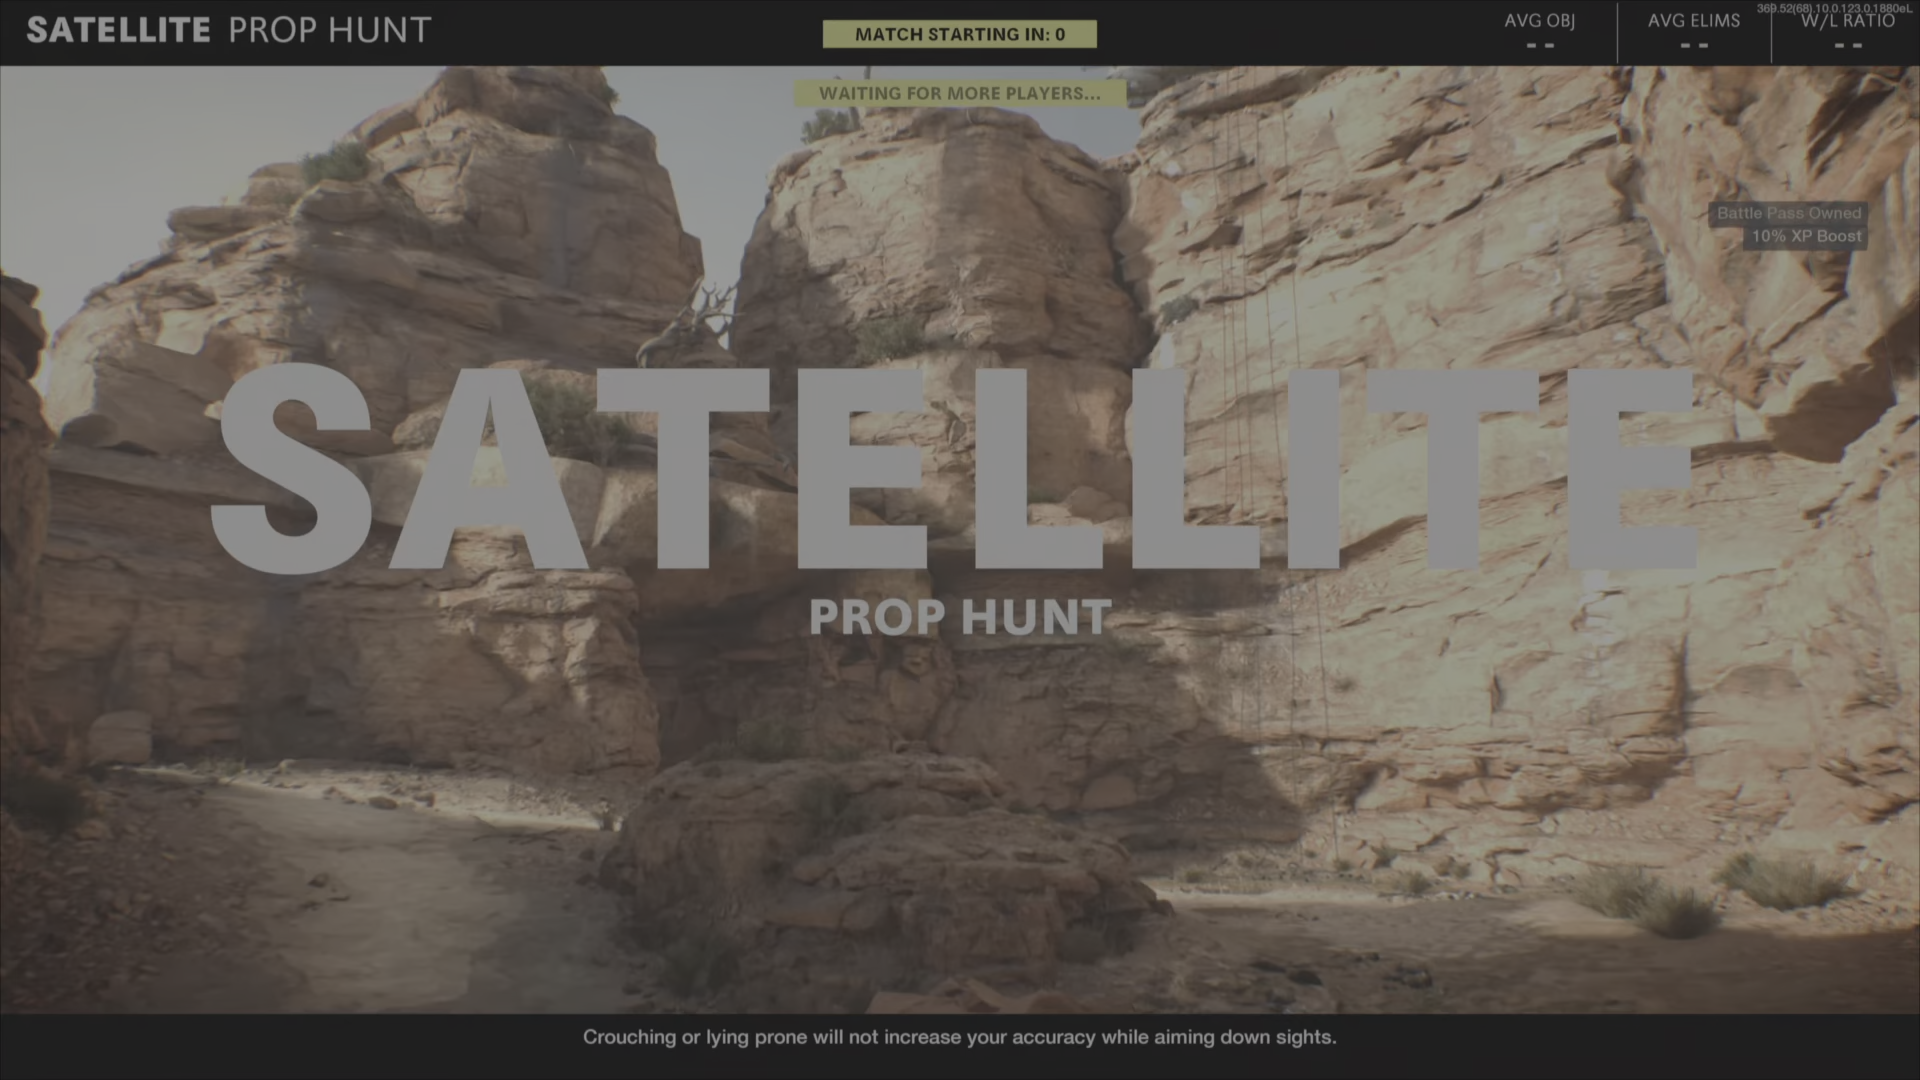 SATELLITE PROP HUNT
MATCH STARTING IN: 0
AVG OBJ
--
AVG ELIMS
--
W/L RATIO
--
WAITING FOR MORE PLAYERS...
Battle Pass Owned
10% XP Boost
SATELLITE
PROP HUNT
Crouching or lying prone will not increase your accuracy while aiming down sights.